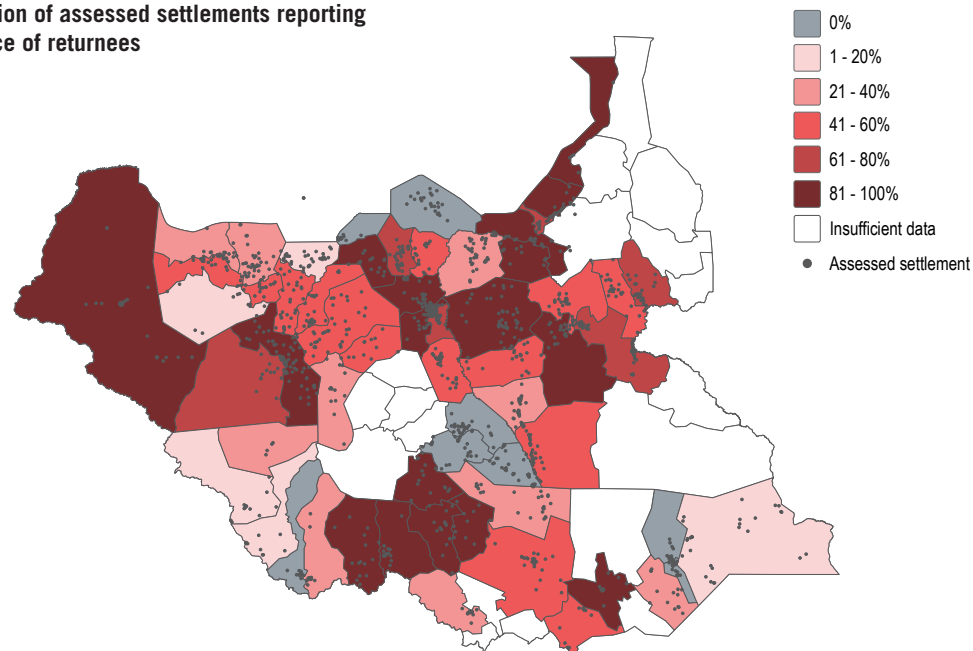 ion of assessed settlements reporting
ce of returnees
0%
1 - 20%
21 - 40%
41 - 60%
61 - 80%
81 - 100%
Insufficient data
Assessed settlement